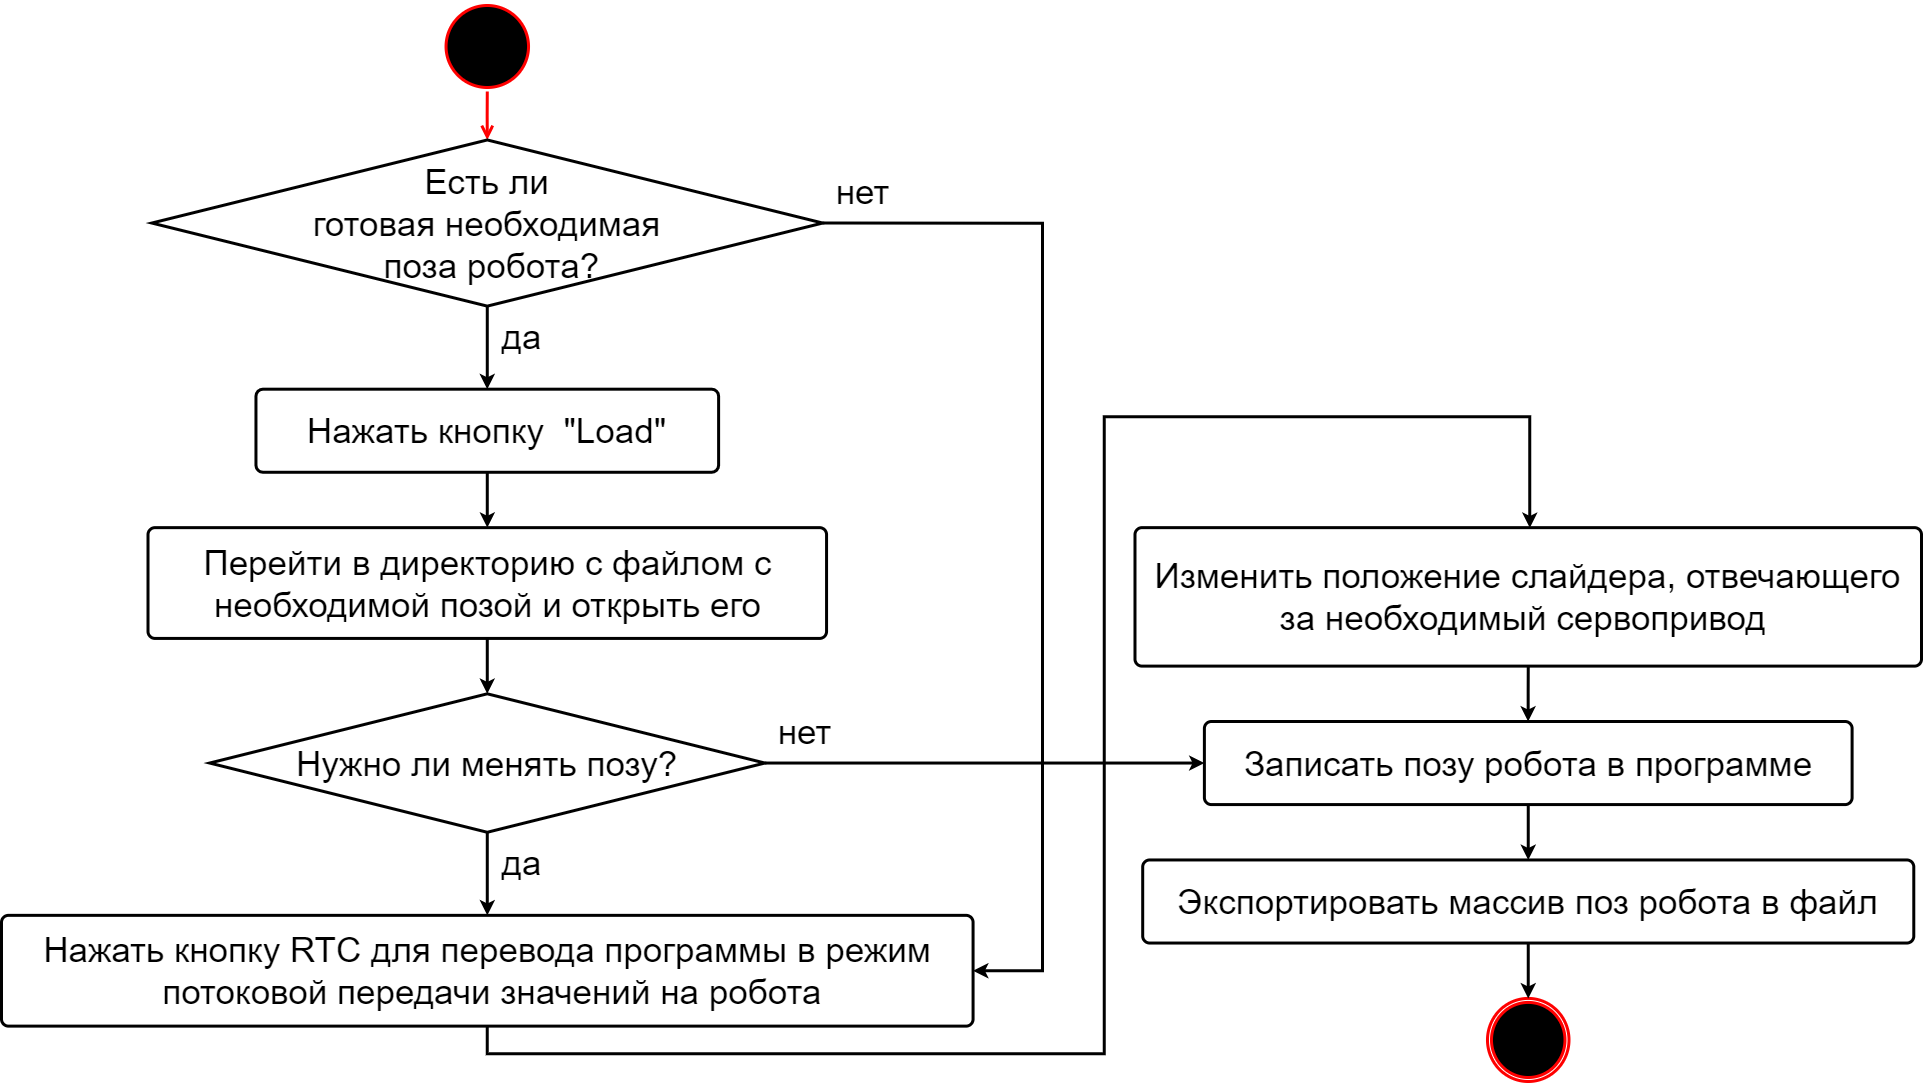 Есть ли
готовая необходимая
поза робота?
нет
да
Нажать кнопку  "Load"
Перейти в директорию с файлом с
необходимой позой и открыть его
Нужно ли менять позу?
нет
да
Нажать кнопку RTC для перевода программы в режим
потоковой передачи значений на робота
Изменить положение слайдера, отвечающего
за необходимый сервопривод
Записать позу робота в программе
Экспортировать массив поз робота в файл